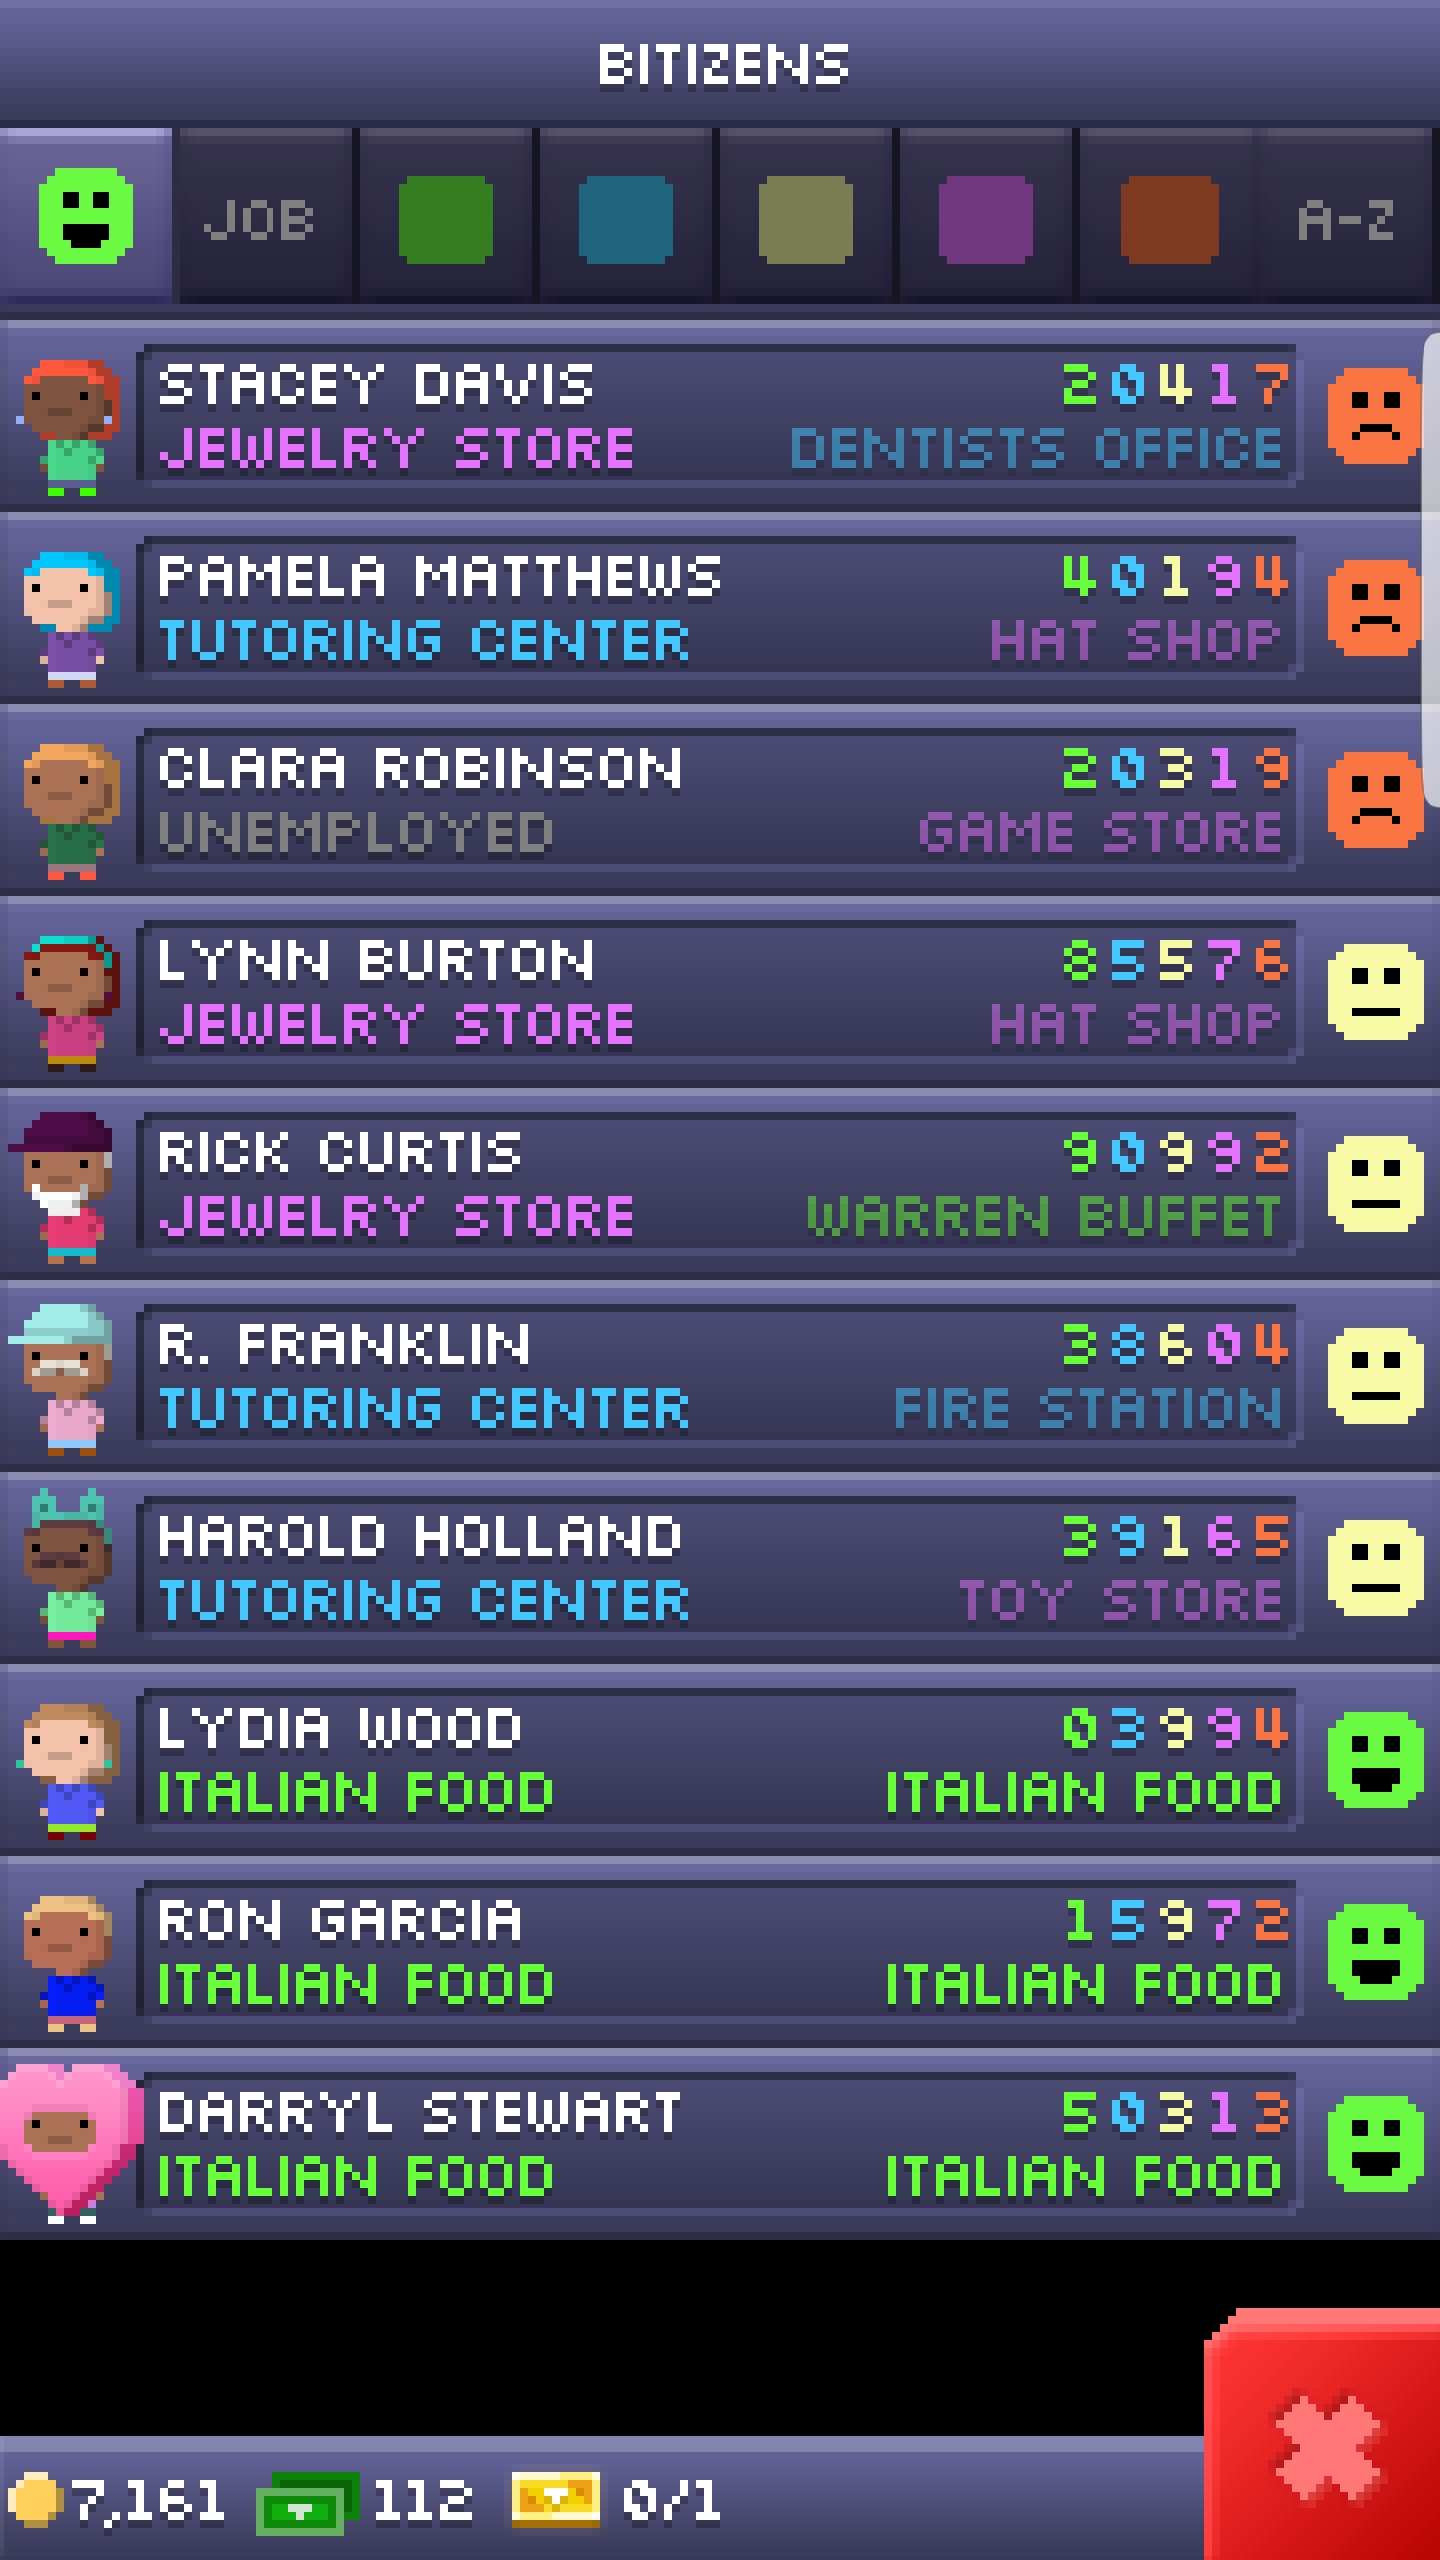 BITIZENS
JOB A-Z
STACEY DAVIS 20417
JEWELRY STORE DENTISTS OFFICE
PAMELA MATTHEWS 40194
TUTORING CENTER HAT SHOP
CLARA ROBINSON 20319
UNEMPLOYED GAME STORE
LYNN BURTON 85576
JEWELRY STORE HAT SHOP
RICK CURTIS 90992
JEWELRY STORE WARREN BUFFET
R. FRANKLIN 38604
TUTORING CENTER FIRE STATION
HAROLD HOLLAND 39165
TUTORING CENTER TOY STORE
LYDIA WOOD 03994
ITALIAN FOOD ITALIAN FOOD
RON GARCIA 15972
ITALIAN FOOD ITALIAN FOOD
DARRYL STEWART 50313
ITALIAN FOOD ITALIAN FOOD
7,161 112 0/1